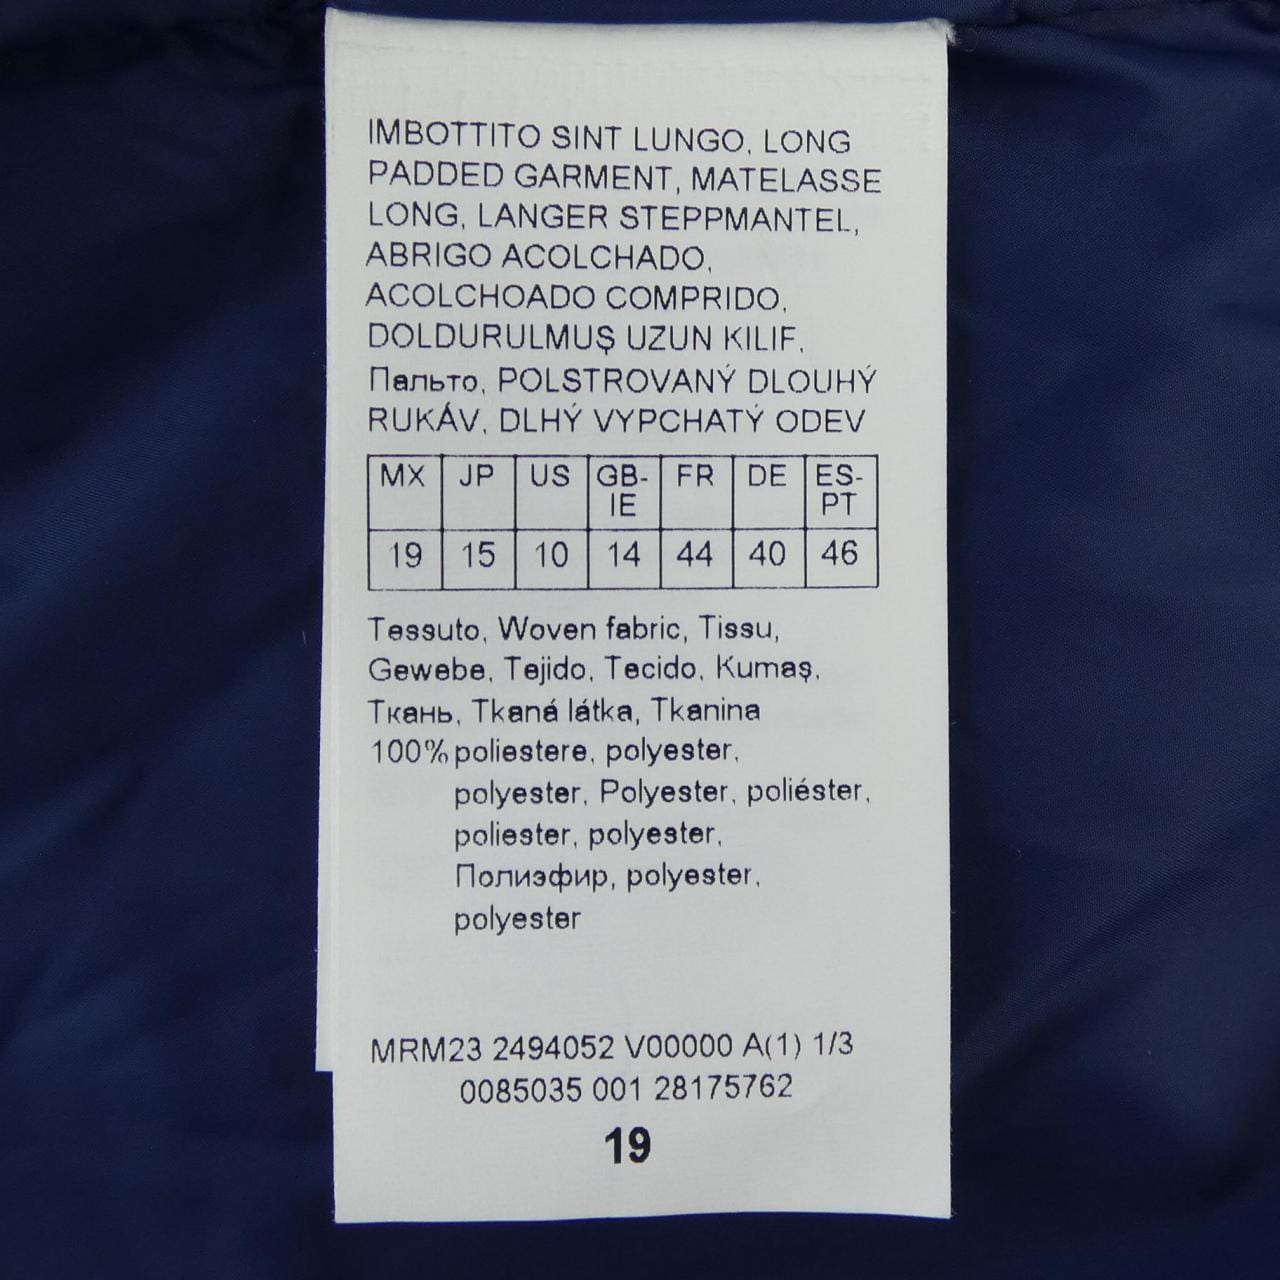 IMBOTTITO SINT LUNGO, LONG
PADDED GARMENT, MATELASSE
LONG, LANGER STEPPMANTEL,
ABRIGO ACOLCHADO,
ACOLCHOADO COMPRIDO,
DOLDURULMUŞ UZUN KILIF,
Пальто, POLSTROVANÝ DLOUHÝ
RUKÁV, DLHÝ VYPCHATÝ ODEV
MX JP US GB-IE FR DE ES-PT
19 15 10 14 44 40 46
Tessuto, Woven fabric, Tissu,
Gewebe, Tejido, Tecido, Kumaş,
Ткань, Tkaná látka, Tkanina
100% poliestere, polyester,
polyester, Polyester, poliéster,
poliester, polyester,
Полиэфир, polyester,
polyester
MRM23 2494052 V00000 A(1) 1/3
0085035 001 28175762
19